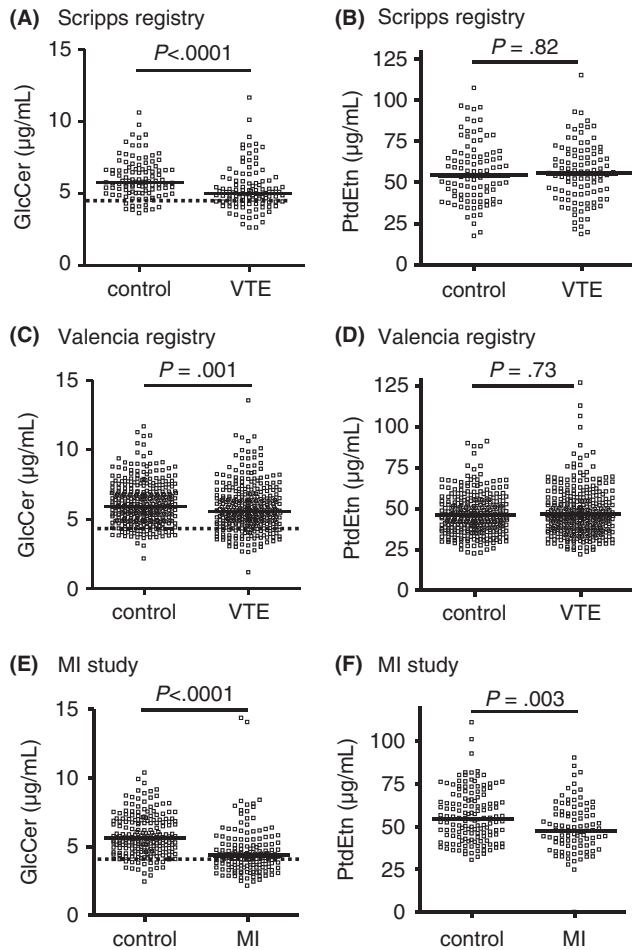 (A) Scripps registry
P<.0001
GlcCer (µg/mL)
15
10
5
0
control VTE
(B) Scripps registry
P = .82
PtdEtn (µg/mL)
125
100
75
50
25
0
control VTE
(C) Valencia registry
P = .001
GlcCer (µg/mL)
15
10
5
0
control VTE
(D) Valencia registry
P = .73
PtdEtn (µg/mL)
125
100
75
50
25
0
control VTE
(E) MI study
P<.0001
GlcCer (µg/mL)
15
10
5
0
control MI
(F) MI study
P = .003
PtdEtn (µg/mL)
100
75
50
25
0
control MI